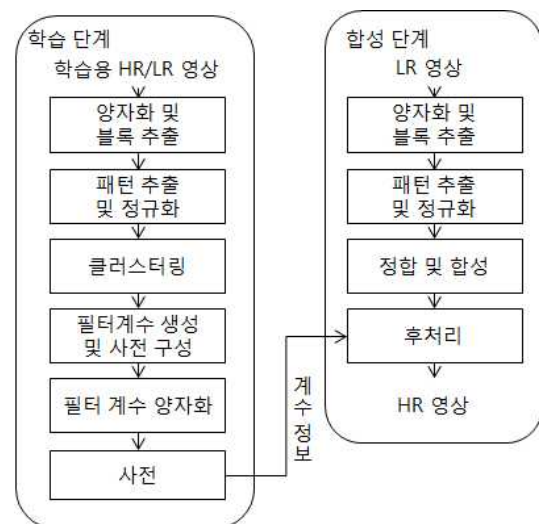 학습 단계
학습용 HR/LR 영상
양자화 및
블록 추출
패턴 추출
및 정규화
클러스터링
필터계수 생성
및 사전 구성
필터 계수 양자화
사전
계수 정보
합성 단계
LR 영상
양자화 및
블록 추출
패턴 추출
및 정규화
정합 및 합성
후처리
HR 영상